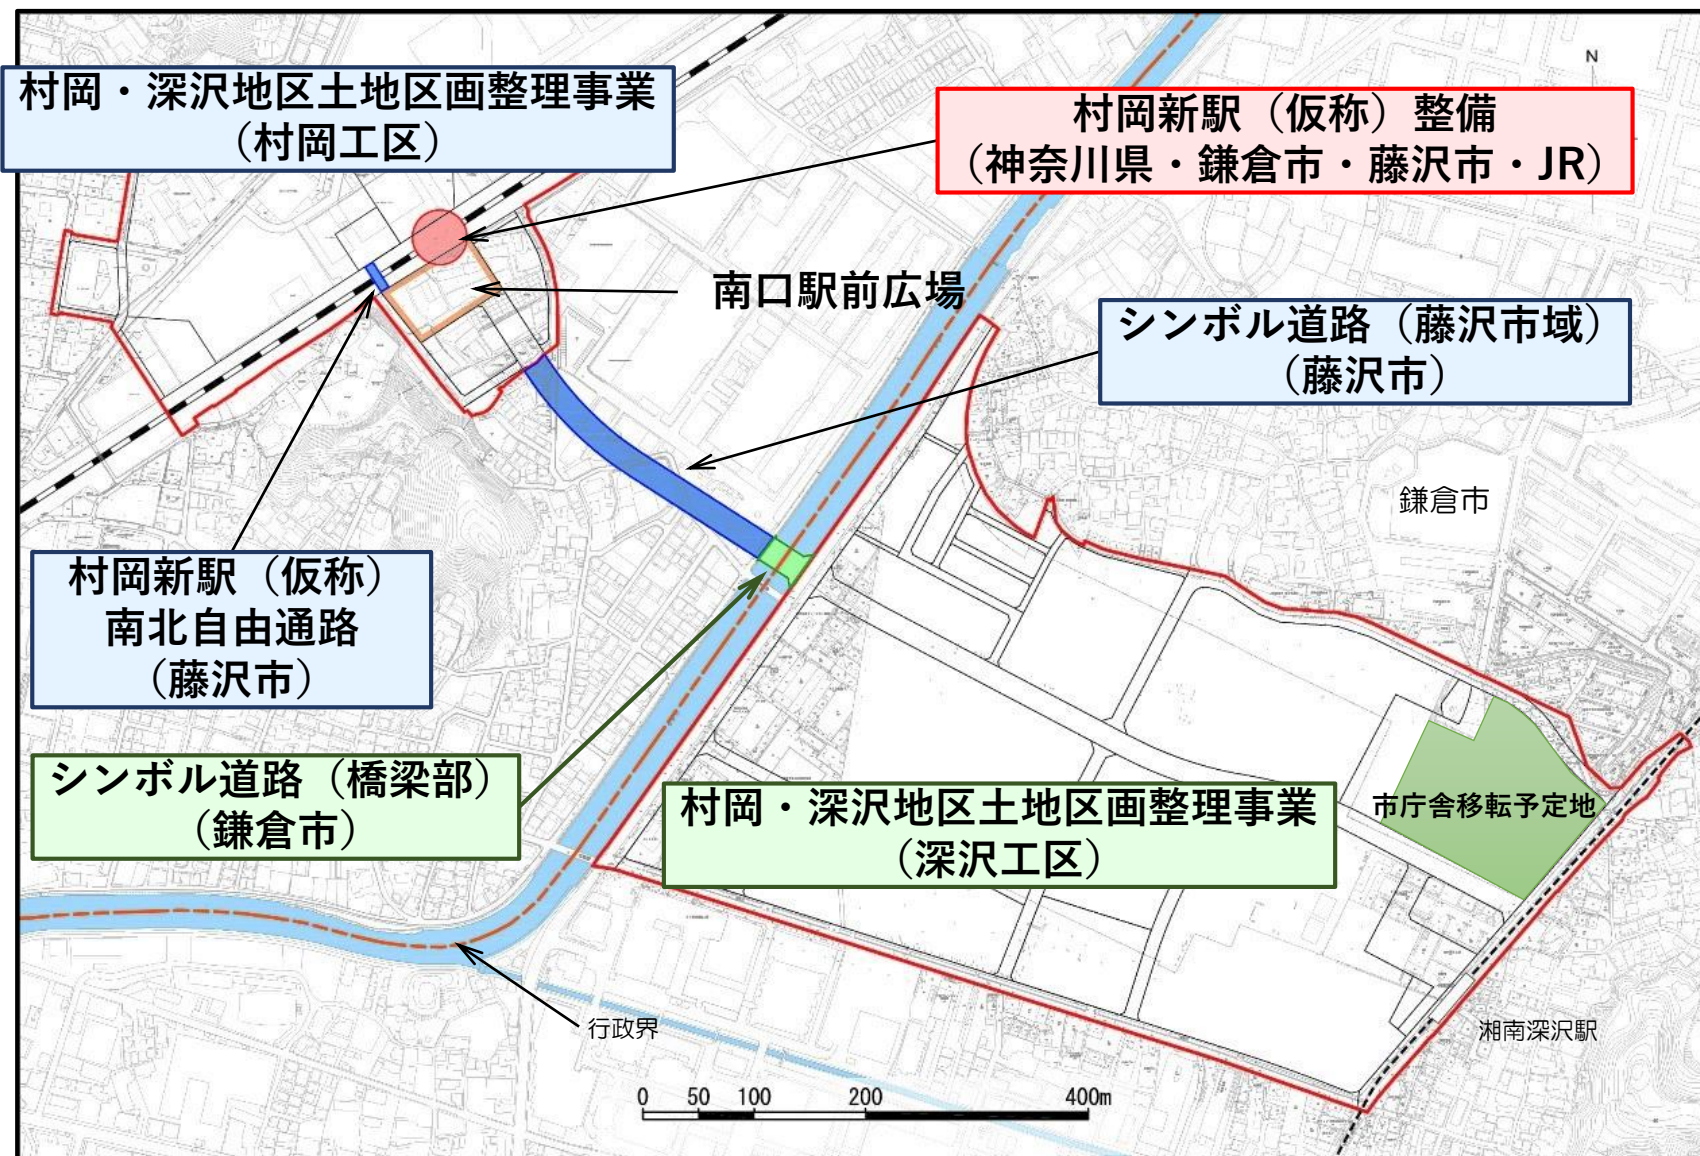 村岡・深沢地区土地区画整理事業
（村岡工区）
N
村岡新駅（仮称）整備
（神奈川県・鎌倉市・藤沢市・JR）
南口駅前広場
シンボル道路（藤沢市域）
（藤沢市）
鎌倉市
村岡新駅（仮称）
南北自由通路
（藤沢市）
シンボル道路（橋梁部）
（鎌倉市）
村岡・深沢地区土地区画整理事業
（深沢工区）
市庁舎移転予定地
行政界
湘南深沢駅
0 50 100 200 400m